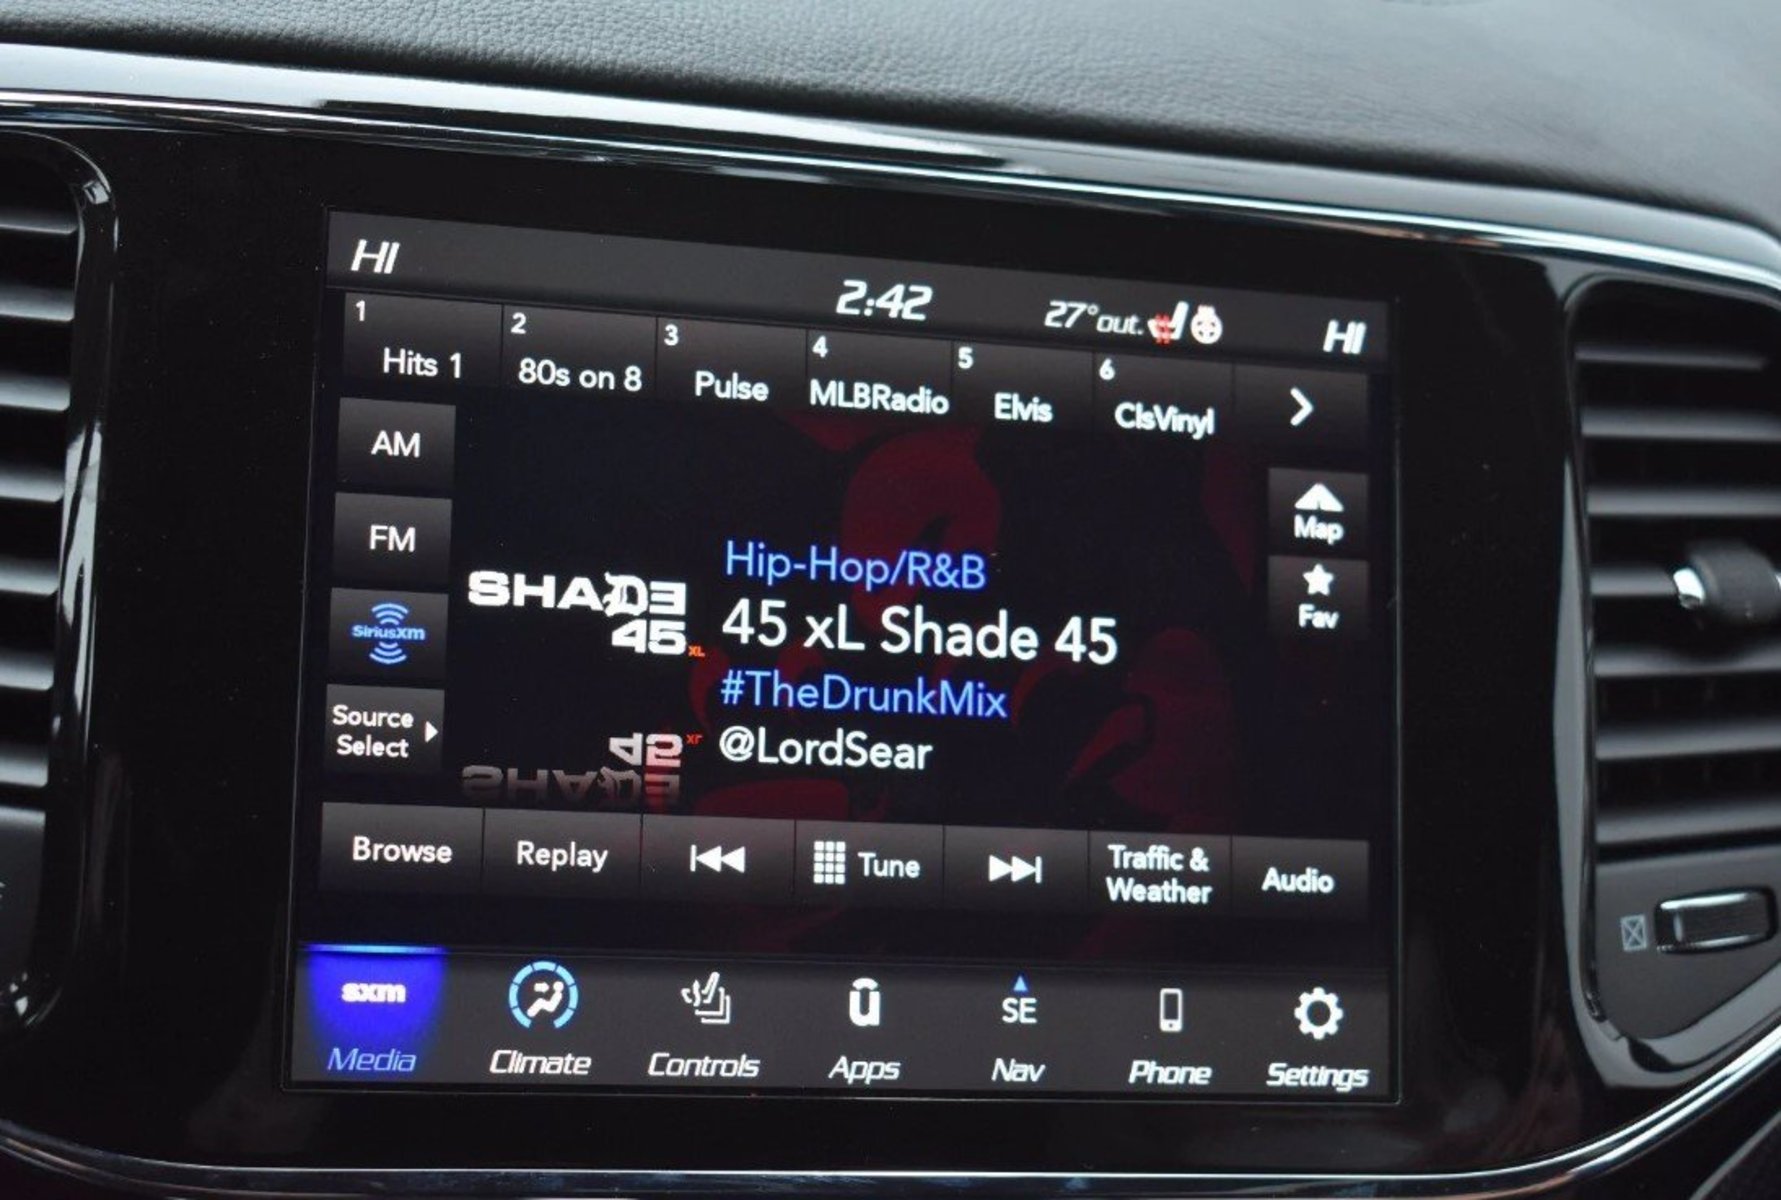 HI
2:42
27°out.
HI
1
Hits 1
2
80s on 8
3
Pulse
4
MLBRadio
5
Elvis
6
ClsVinyl
AM
FM
SiriusXM
Source
Select
SHADE
45 XL
Hip-Hop/R&B
45 xL Shade 45
#TheDrunkMix
@LordSear
Map
Fav
Browse
Replay
Tune
Traffic &
Weather
Audio
sxm
Media
Climate
Controls
û
Apps
SE
Nav
Phone
Settings